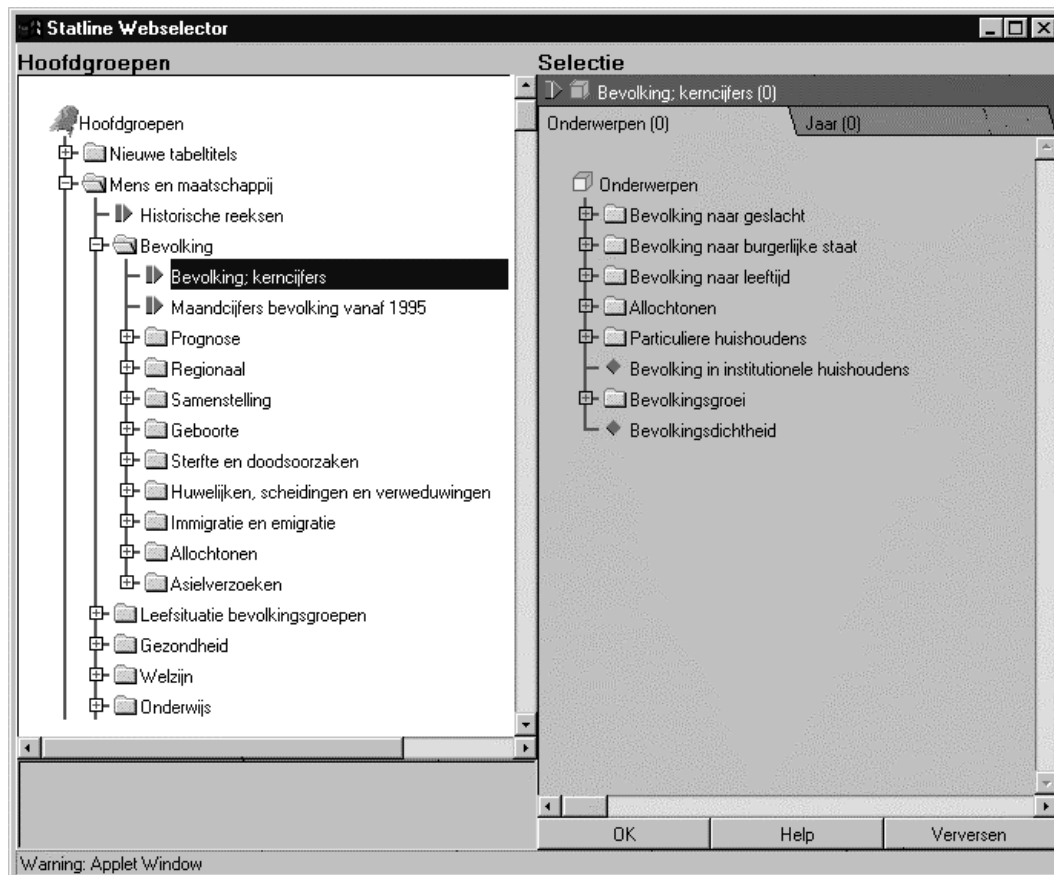 Statline Webselector
Hoofdgroepen
Hoofdgroepen
Nieuwe tabeltitels
Mens en maatschappij
Historische reeksen
Bevolking
Bevolking; kerncijfers
Maandcijfers bevolking vanaf 1995
Prognose
Regionaal
Samenstelling
Geboorte
Sterfte en doodsoorzaken
Huwelijken, scheidingen en verweduwingen
Immigratie en emigratie
Allochtonen
Asielverzoeken
Leefsituatie bevolkingsgroepen
Gezondheid
Welzijn
Onderwijs
Selectie
Bevolking; kerncijfers (0)
Onderwerpen (0)
Jaar (0)
Onderwerpen
Bevolking naar geslacht
Bevolking naar burgerlijke staat
Bevolking naar leeftijd
Allochtonen
Particuliere huishoudens
Bevolking in institutionele huishoudens
Bevolkingsgroei
Bevolkingsdichtheid
OK
Help
Verversen
Warning: Applet Window